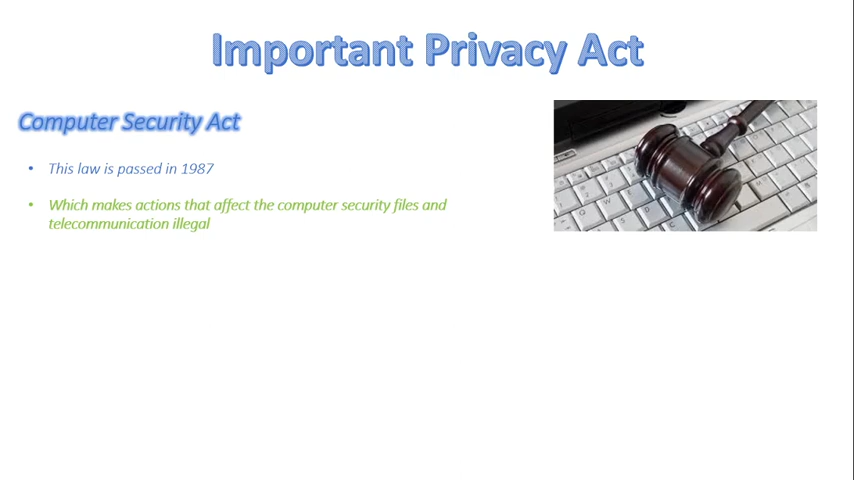 Important Privacy Act
Computer Security Act
• This law is passed in 1987
• Which makes actions that affect the computer security files and
telecommunication illegal